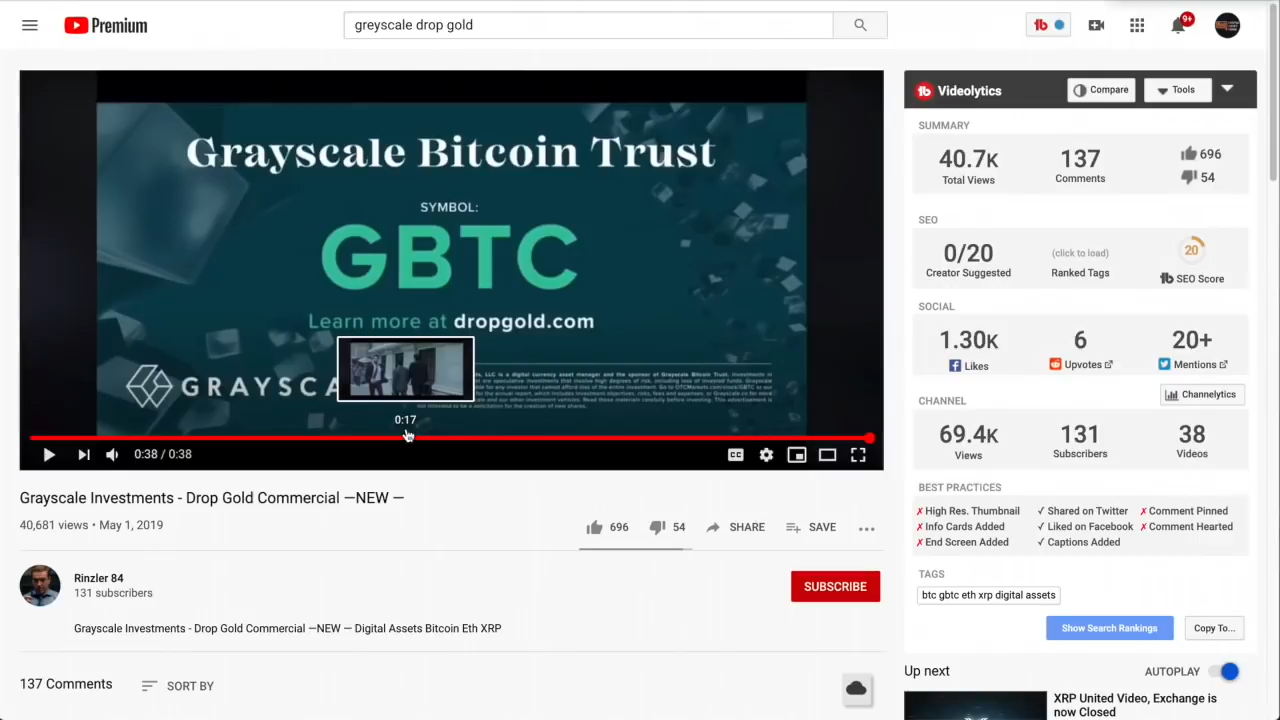 Premium
greyscale drop gold
9+
Grayscale Bitcoin Trust
SYMBOL:
GBTC
Learn more at dropgold.com
GRAYSCA
0:17
0:38 / 0:38
CC
Grayscale Investments - Drop Gold Commercial —NEW —
40,681 views • May 1, 2019
696
54
SHARE
SAVE
Rinzler 84
131 subscribers
SUBSCRIBE
Grayscale Investments - Drop Gold Commercial —NEW — Digital Assets Bitcoin Eth XRP
137 Comments
SORT BY
Videolytics
Compare
Tools
SUMMARY
40.7K
Total Views
137
Comments
696
54
SEO
0/20
Creator Suggested
(click to load)
Ranked Tags
20
SEO Score
SOCIAL
1.30K
Likes
6
Upvotes
20+
Mentions
CHANNEL
Channelytics
69.4K
Views
131
Subscribers
38
Videos
BEST PRACTICES
✗ High Res. Thumbnail
✓ Shared on Twitter
✗ Comment Pinned
✗ Info Cards Added
✓ Liked on Facebook
✗ Comment Hearted
✗ End Screen Added
✓ Captions Added
TAGS
btc gbtc eth xrp digital assets
Show Search Rankings
Copy To...
Up next
AUTOPLAY
XRP United Video, Exchange is
now Closed